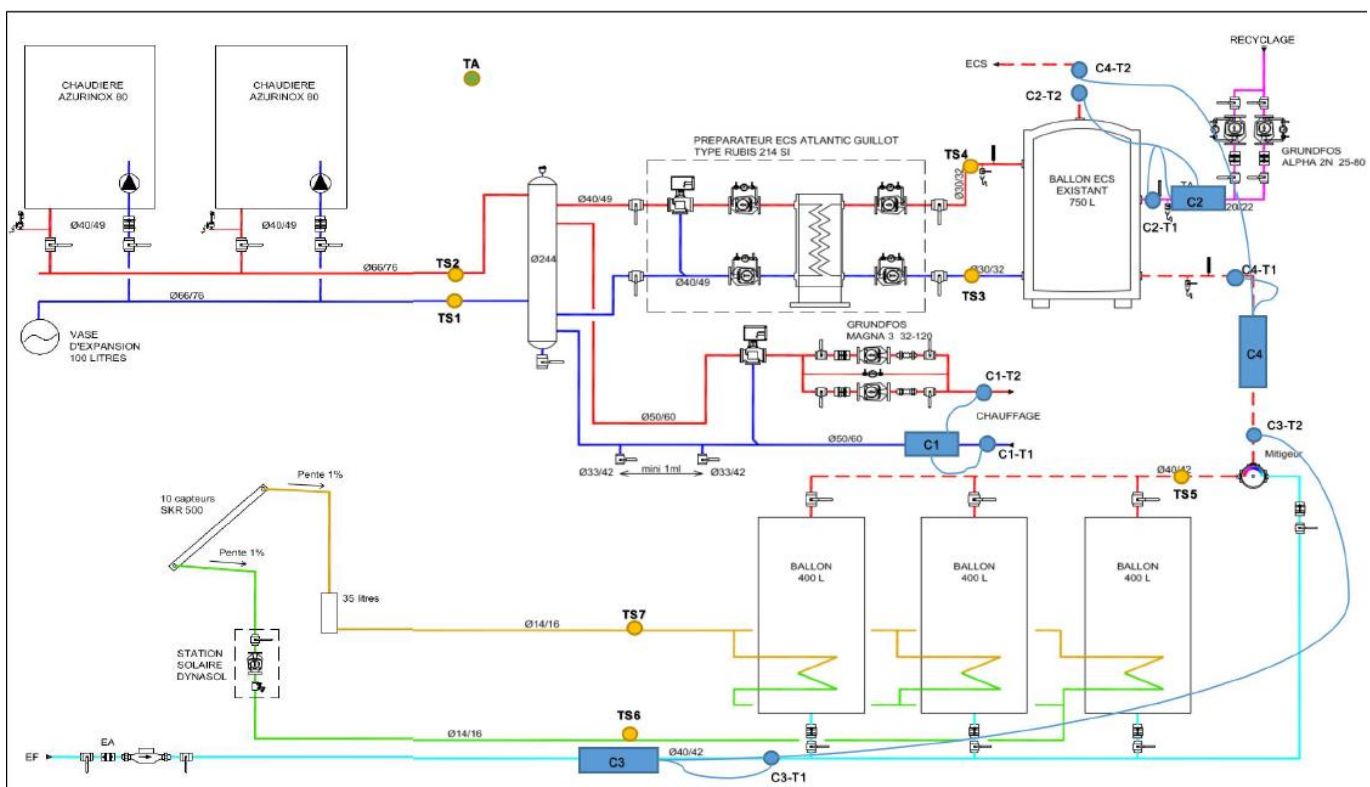 RECYCLAGE
TA
ECS
C4-T2
CHAUDIERE
AZURINOX 80
CHAUDIERE
AZURINOX 80
C2-T2
PREPARATEUR ECS ATLANTIC GUILLOT
TYPE RUBIS 214 SI
GRUNDFOS
ALPHA 2N 25-80
TS4
BALLON ECS
EXISTANT
750 L
TA
C2
Ø30/32
Ø40/49
Ø40/49
Ø40/49
20/22
C2-T1
Ø244
Ø66/76
TS2
Ø40/49
TS3
Ø30/32
C4-T1
Ø66/76
TS1
VASE
D'EXPANSION
100 LITRES
GRUNDFOS
MAGNA 3 32-120
C4
C1-T2
Ø50/60
CHAUFFAGE
C3-T2
Ø50/60
C1
C1-T1
Mitigeur
Ø33/42
mini 1ml
Ø33/42
Ø40/42
TS5
Pente 1%
10 capteurs
SKR 500
Pente 1%
BALLON
400 L
BALLON
400 L
BALLON
400 L
35 litres
Ø14/16
TS7
STATION
SOLAIRE
DYNASOL
Ø14/16
TS6
EA
EF
C3
Ø40/42
C3-T1